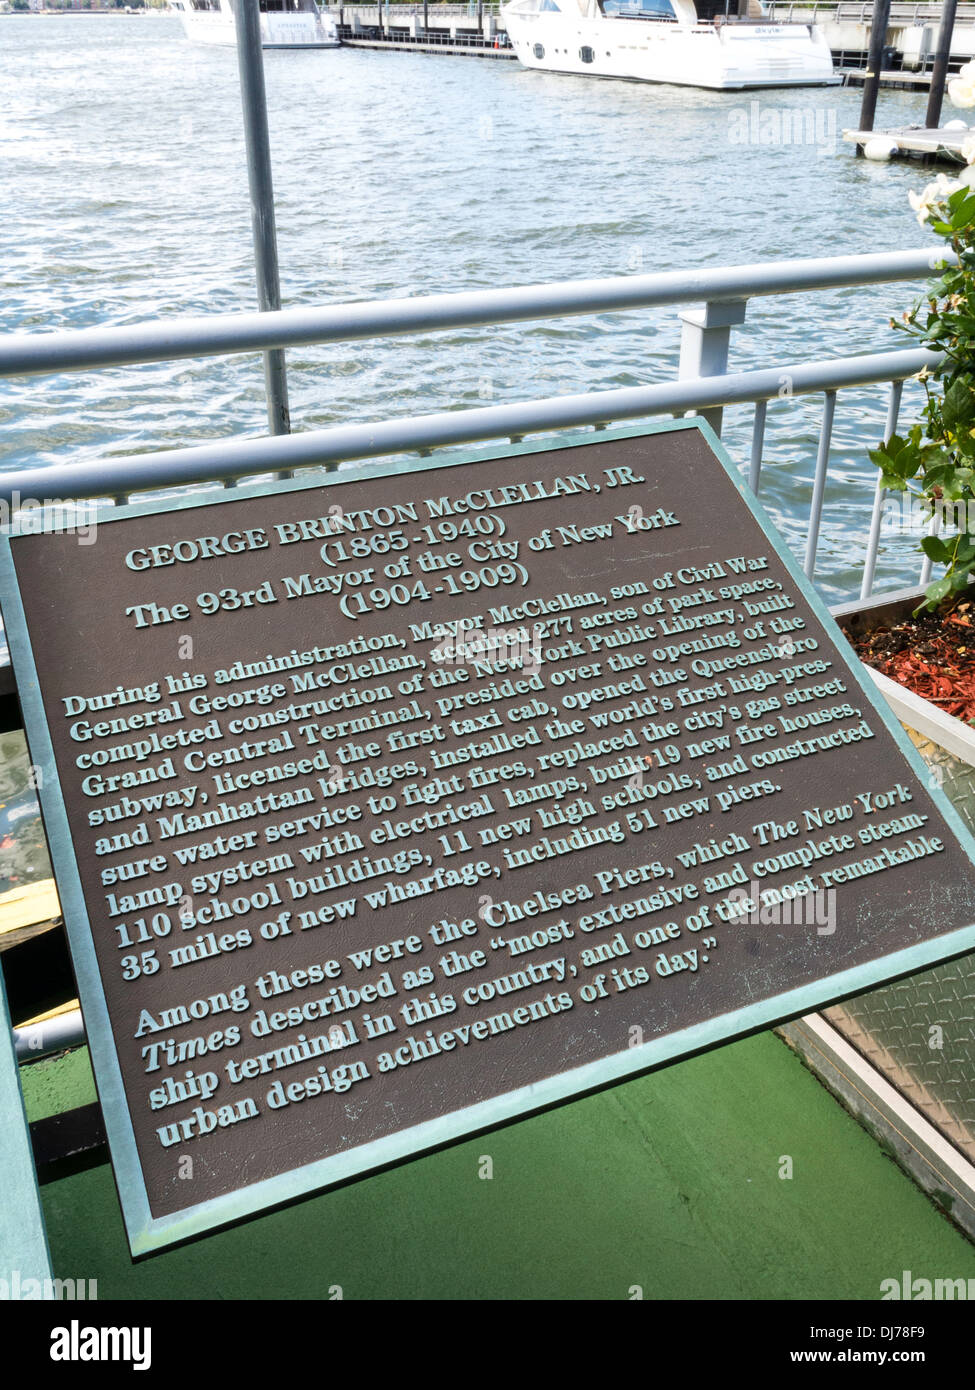 GEORGE BRINTON McCLELLAN, JR.
(1865-1940)
The 93rd Mayor of the City of New York
(1904-1909)
During his administration, Mayor McClellan, son of Civil War
General George McClellan, acquired 277 acres of park space,
completed construction of the New York Public Library, built
Grand Central Terminal, presided over the opening of the
subway, licensed the first taxi cab, opened the Queensboro
and Manhattan bridges, installed the world's first high-pres-
sure water service to fight fires, replaced the city's gas street
lamp system with electrical lamps, built 19 new fire houses,
110 school buildings, 11 new high schools, and constructed
35 miles of new wharfage, including 51 new piers.
Among these were the Chelsea Piers, which The New York
Times described as the "most extensive and complete steam-
ship terminal in this country, and one of the most remarkable
urban design achievements of its day."
alamy
Image ID: DJ78F9
www.alamy.com